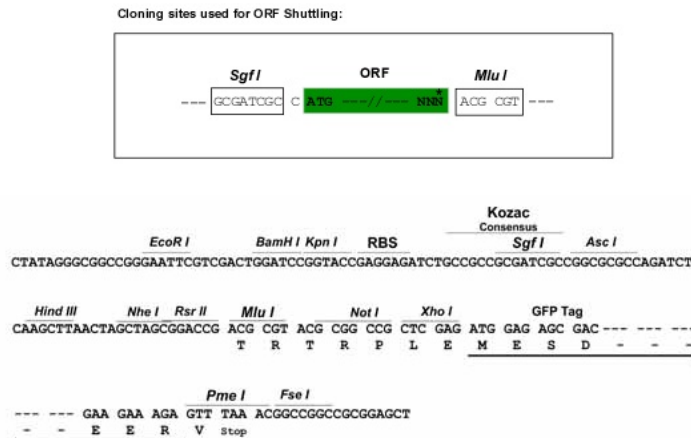 Cloning sites used for ORF Shuttling:
Sgf I ORF Mlu I
--- GCGATCGC C ATG ---//--- NNN* ACG CGT ---
Kozac
Consensus
EcoR I BamH I Kpn I RBS Sgf I Asc I
CTATAGGGCGGCCGGGAATTCGTCGACTGGATCCGGTACCGAGGAGATCTGCCGCCGCGATCGCCGGCGCGCCAGATCT
Hind III Nhe I Rsr II Mlu I Not I Xho I GFP Tag
CAAGCTTAACTAGCTAGCGGACCG ACG CGT ACG CGG CCG CTC GAG ATG GAG AGC GAC--- --- ---
T R T R P L E M E S D - - -
Pme I Fse I
--- --- GAA GAA AGA GTT TAA ACGGCCGGCCGCGGAGCT
- - E E R V Stop